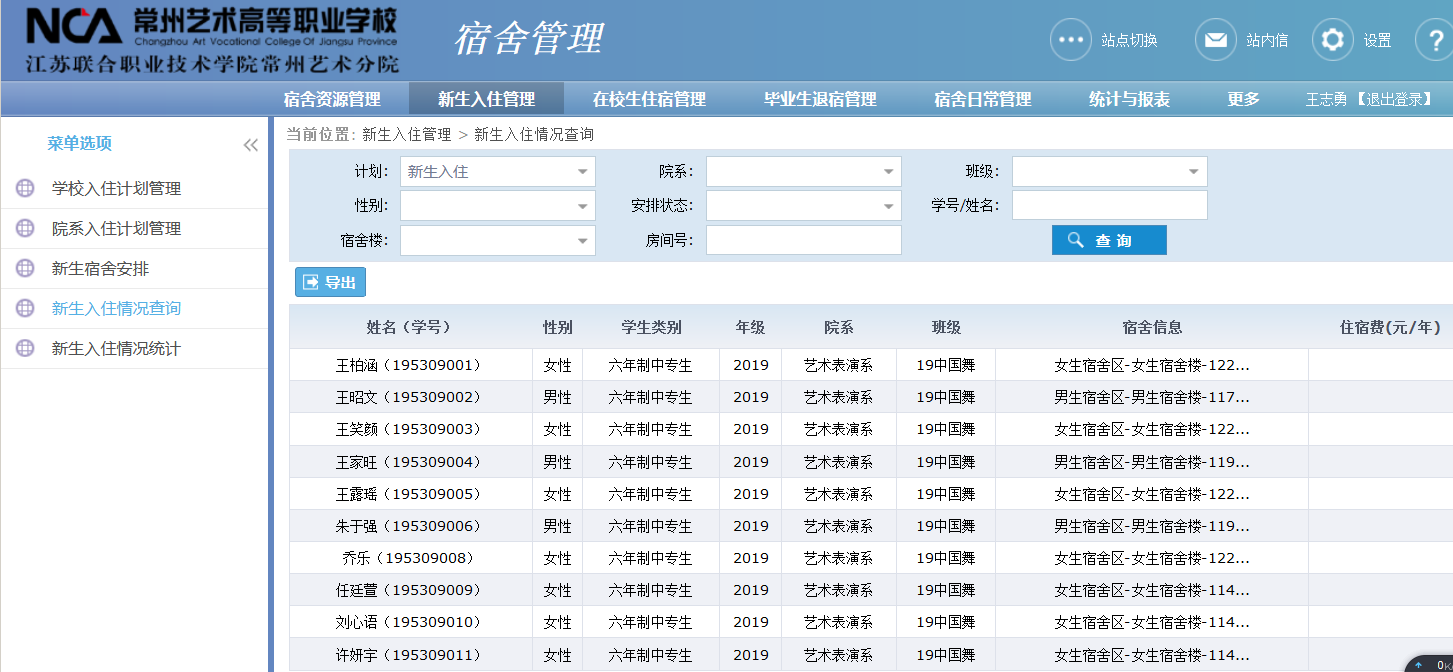 NCA 常州艺术高等职业学校
Changzhou Art Vocational College Of Jiangsu Province
江苏联合职业技术学院常州艺术分院
宿舍管理
站点切换 站内信 设置 ?
宿舍资源管理 新生入住管理 在校生住宿管理 毕业生退宿管理 宿舍日常管理 统计与报表 更多 王志勇【退出登录】
菜单选项
学校入住计划管理
院系入住计划管理
新生宿舍安排
新生入住情况查询
新生入住情况统计
当前位置: 新生入住管理 > 新生入住情况查询
计划: 新生入住 院系: 班级:
性别: 安排状态: 学号/姓名:
宿舍楼: 房间号: 查询
导出
姓名（学号） 性别 学生类别 年级 院系 班级 宿舍信息 住宿费(元/年)
王柏涵（195309001） 女性 六年制中专生 2019 艺术表演系 19中国舞 女生宿舍区-女生宿舍楼-122...
王昭文（195309002） 男性 六年制中专生 2019 艺术表演系 19中国舞 男生宿舍区-男生宿舍楼-117...
王笑颜（195309003） 女性 六年制中专生 2019 艺术表演系 19中国舞 女生宿舍区-女生宿舍楼-122...
王家旺（195309004） 男性 六年制中专生 2019 艺术表演系 19中国舞 男生宿舍区-男生宿舍楼-119...
王露瑶（195309005） 女性 六年制中专生 2019 艺术表演系 19中国舞 女生宿舍区-女生宿舍楼-122...
朱于强（195309006） 男性 六年制中专生 2019 艺术表演系 19中国舞 男生宿舍区-男生宿舍楼-119...
乔乐（195309008） 女性 六年制中专生 2019 艺术表演系 19中国舞 女生宿舍区-女生宿舍楼-122...
任廷萱（195309009） 女性 六年制中专生 2019 艺术表演系 19中国舞 女生宿舍区-女生宿舍楼-114...
刘心语（195309010） 女性 六年制中专生 2019 艺术表演系 19中国舞 女生宿舍区-女生宿舍楼-114...
许妍宇（195309011） 女性 六年制中专生 2019 艺术表演系 19中国舞 女生宿舍区-女生宿舍楼-114...
0K